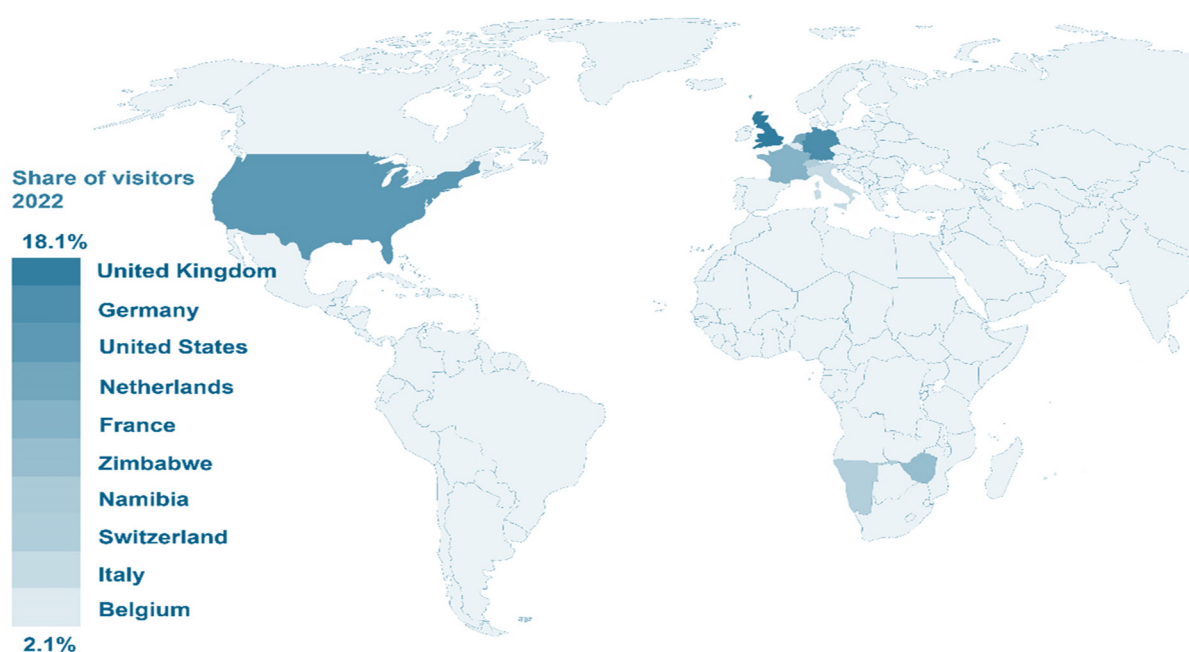 Share of visitors
2022
18.1%
United Kingdom
Germany
United States
Netherlands
France
Zimbabwe
Namibia
Switzerland
Italy
Belgium
2.1%